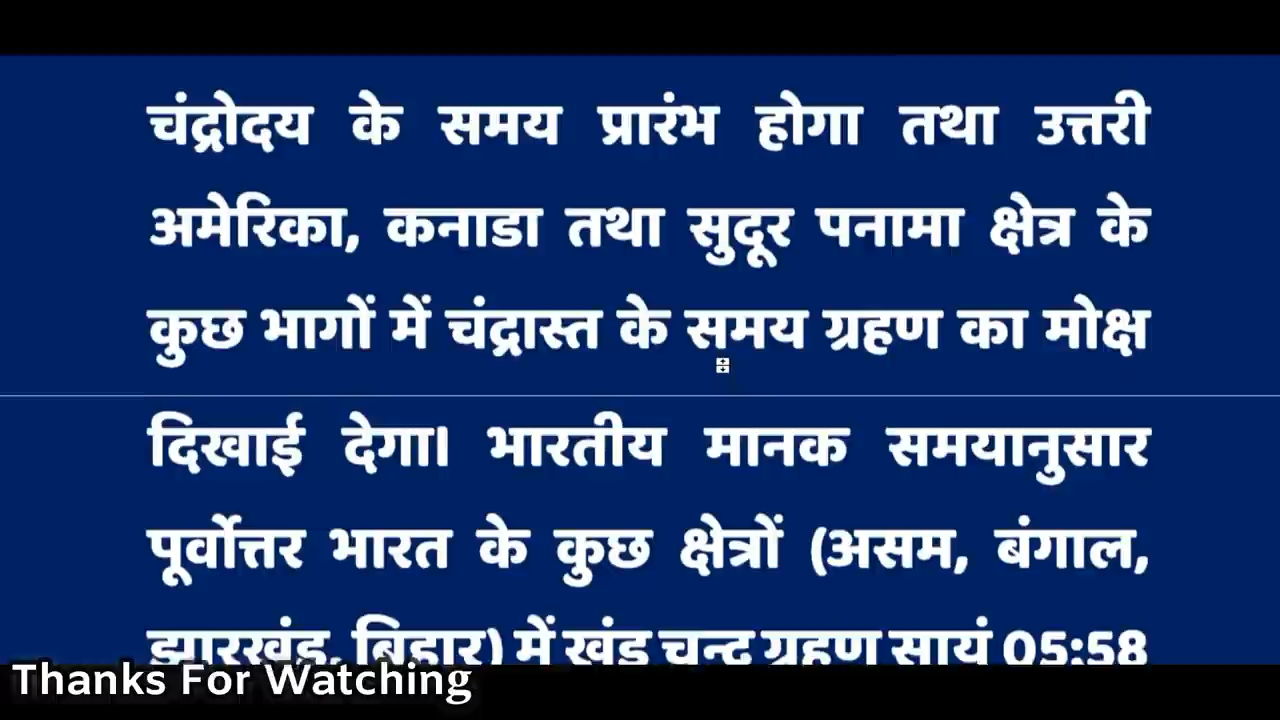 चंद्रोदय के समय प्रारंभ होगा तथा उत्तरी
अमेरिका, कनाडा तथा सुदूर पनामा क्षेत्र के
कुछ भागों में चंद्रास्त के समय ग्रहण का मोक्ष
दिखाई देगा। भारतीय मानक समयानुसार
पूर्वोत्तर भारत के कुछ क्षेत्रों (असम, बंगाल,
झारखंड, बिहार) में खंड चन्द्र ग्रहण सायं 05:58
Thanks For Watching